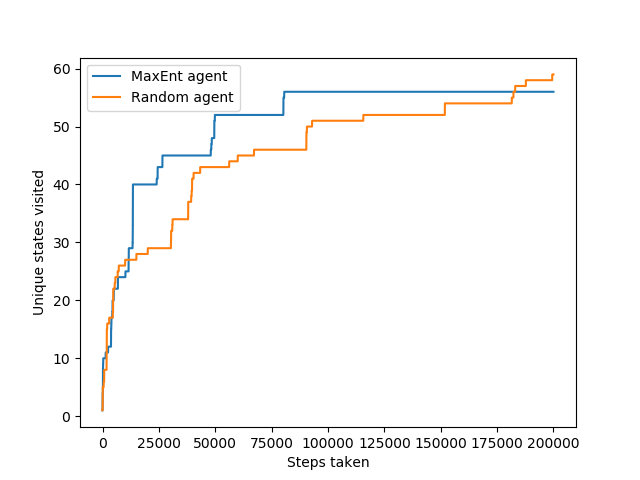 MaxEnt agent
Random agent
Unique states visited
60
50
40
30
20
10
0
0 25000 50000 75000 100000 125000 150000 175000 200000
Steps taken